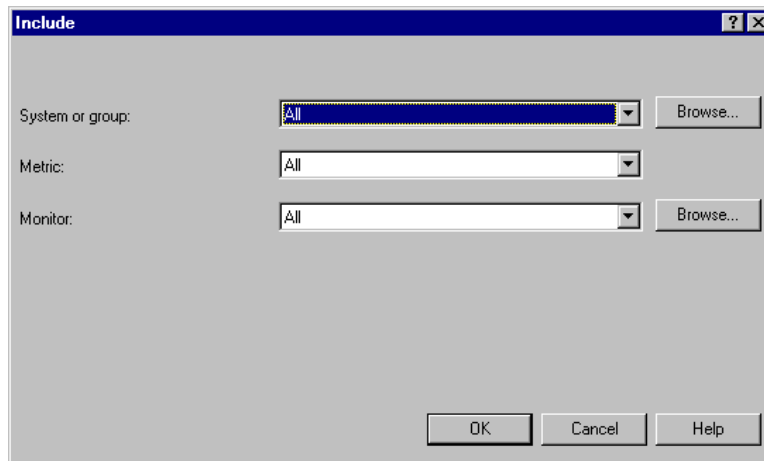 Include
System or group: All Browse...
Metric: All
Monitor: All Browse...
OK Cancel Help